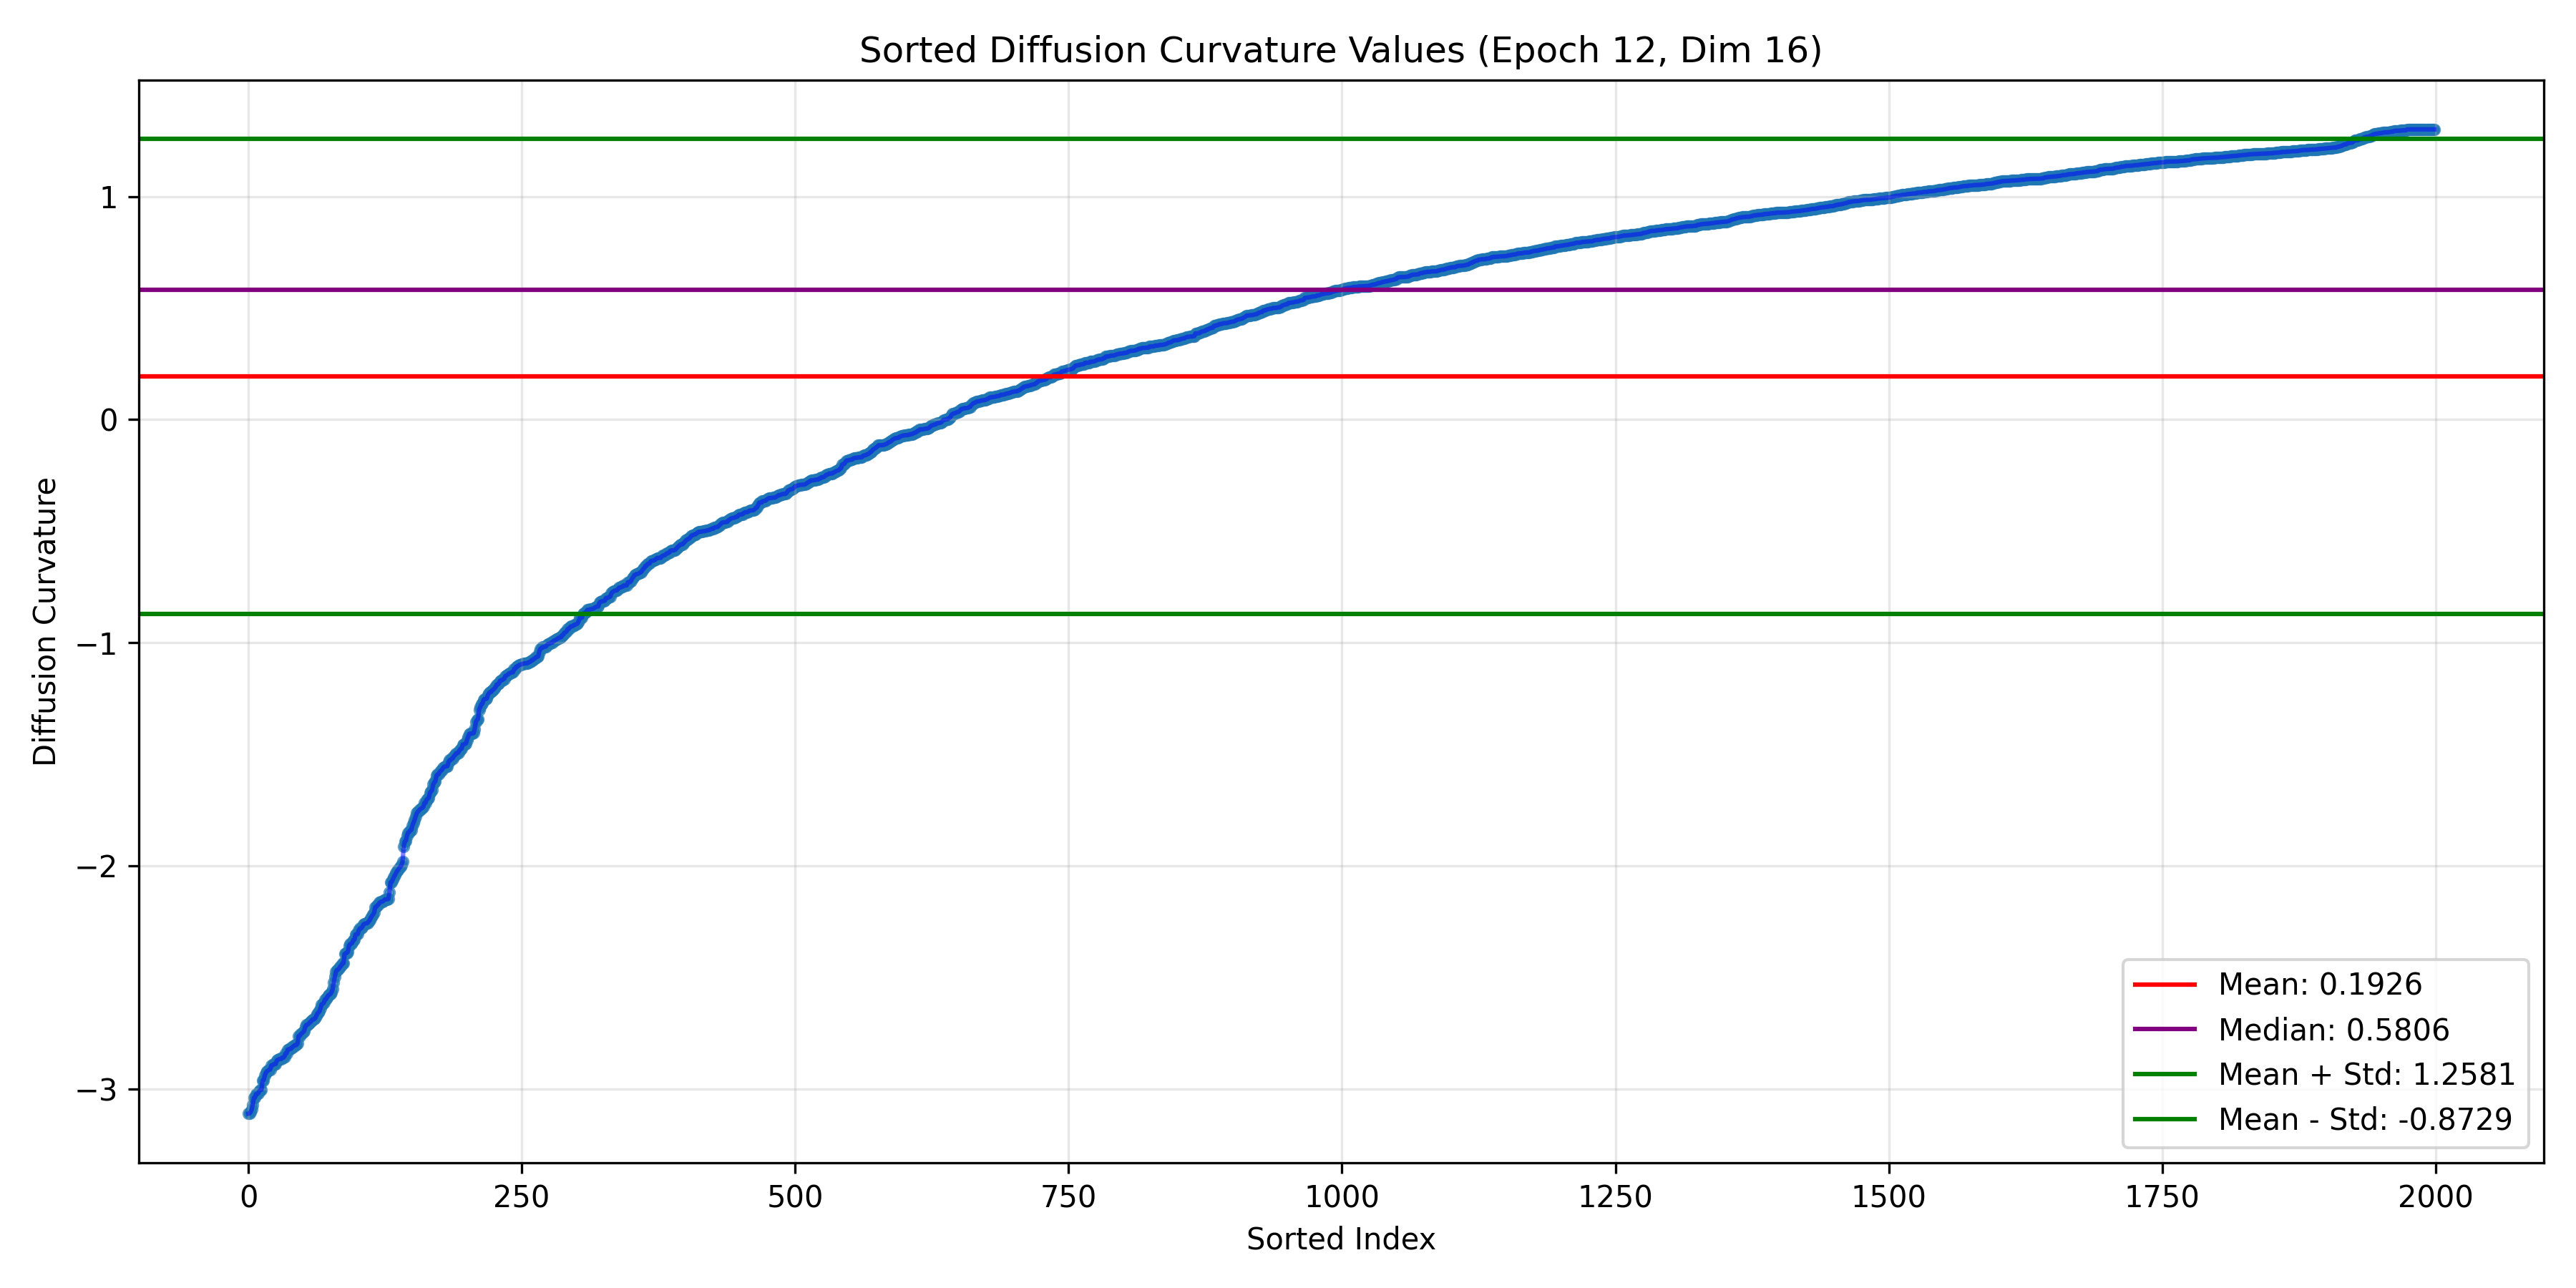 Sorted Diffusion Curvature Values (Epoch 12, Dim 16)
Diffusion Curvature
1
0
−1
−2
−3
0 250 500 750 1000 1250 1500 1750 2000
Sorted Index
Mean: 0.1926
Median: 0.5806
Mean + Std: 1.2581
Mean - Std: -0.8729